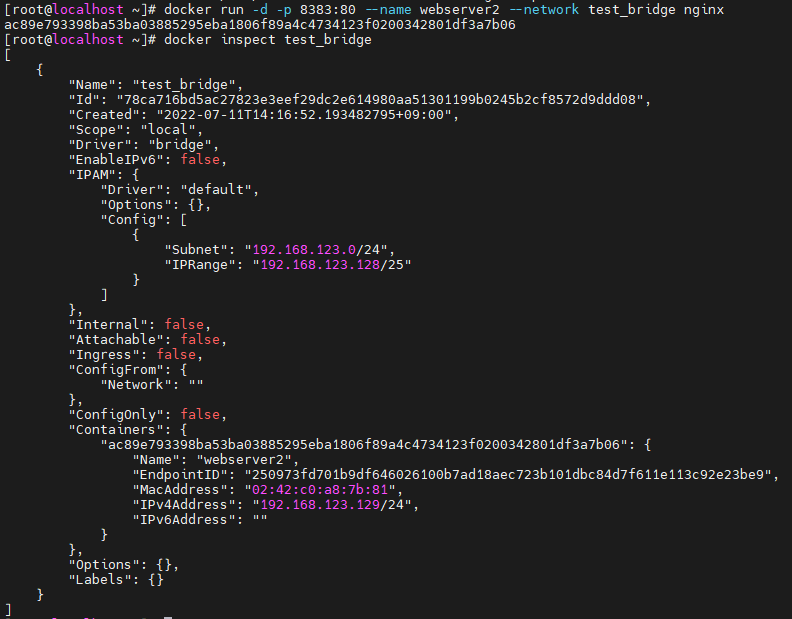 [root@localhost ~]# docker run -d -p 8383:80 --name webserver2 --network test_bridge nginx
ac89e793398ba53ba03885295eba1806f89a4c4734123f0200342801df3a7b06
[root@localhost ~]# docker inspect test_bridge
[
    {
        "Name": "test_bridge",
        "Id": "78ca716bd5ac27823e3eef29dc2e614980aa51301199b0245b2cf8572d9ddd08",
        "Created": "2022-07-11T14:16:52.193482795+09:00",
        "Scope": "local",
        "Driver": "bridge",
        "EnableIPv6": false,
        "IPAM": {
            "Driver": "default",
            "Options": {},
            "Config": [
                {
                    "Subnet": "192.168.123.0/24",
                    "IPRange": "192.168.123.128/25"
                }
            ]
        },
        "Internal": false,
        "Attachable": false,
        "Ingress": false,
        "ConfigFrom": {
            "Network": ""
        },
        "ConfigOnly": false,
        "Containers": {
            "ac89e793398ba53ba03885295eba1806f89a4c4734123f0200342801df3a7b06": {
                "Name": "webserver2",
                "EndpointID": "250973fd701b9df646026100b7ad18aec723b101dbc84d7f611e113c92e23be9",
                "MacAddress": "02:42:c0:a8:7b:81",
                "IPv4Address": "192.168.123.129/24",
                "IPv6Address": ""
            }
        },
        "Options": {},
        "Labels": {}
    }
]